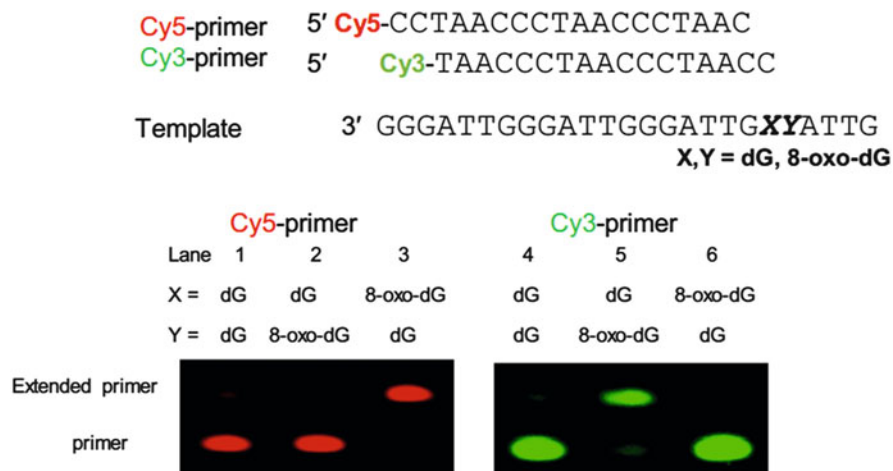 Cy5-primer 5′ Cy5-CCTAACCCTAACCCTAAC
Cy3-primer 5′ Cy3-TAACCCTAACCCTAACC
Template 3′ GGGATTGGGATTGGGATTGXYATTG
X,Y = dG, 8-oxo-dG
Cy5-primer Cy3-primer
Lane 1 2 3 4 5 6
X = dG dG 8-oxo-dG dG dG 8-oxo-dG
Y = dG 8-oxo-dG dG dG 8-oxo-dG dG
Extended primer
primer